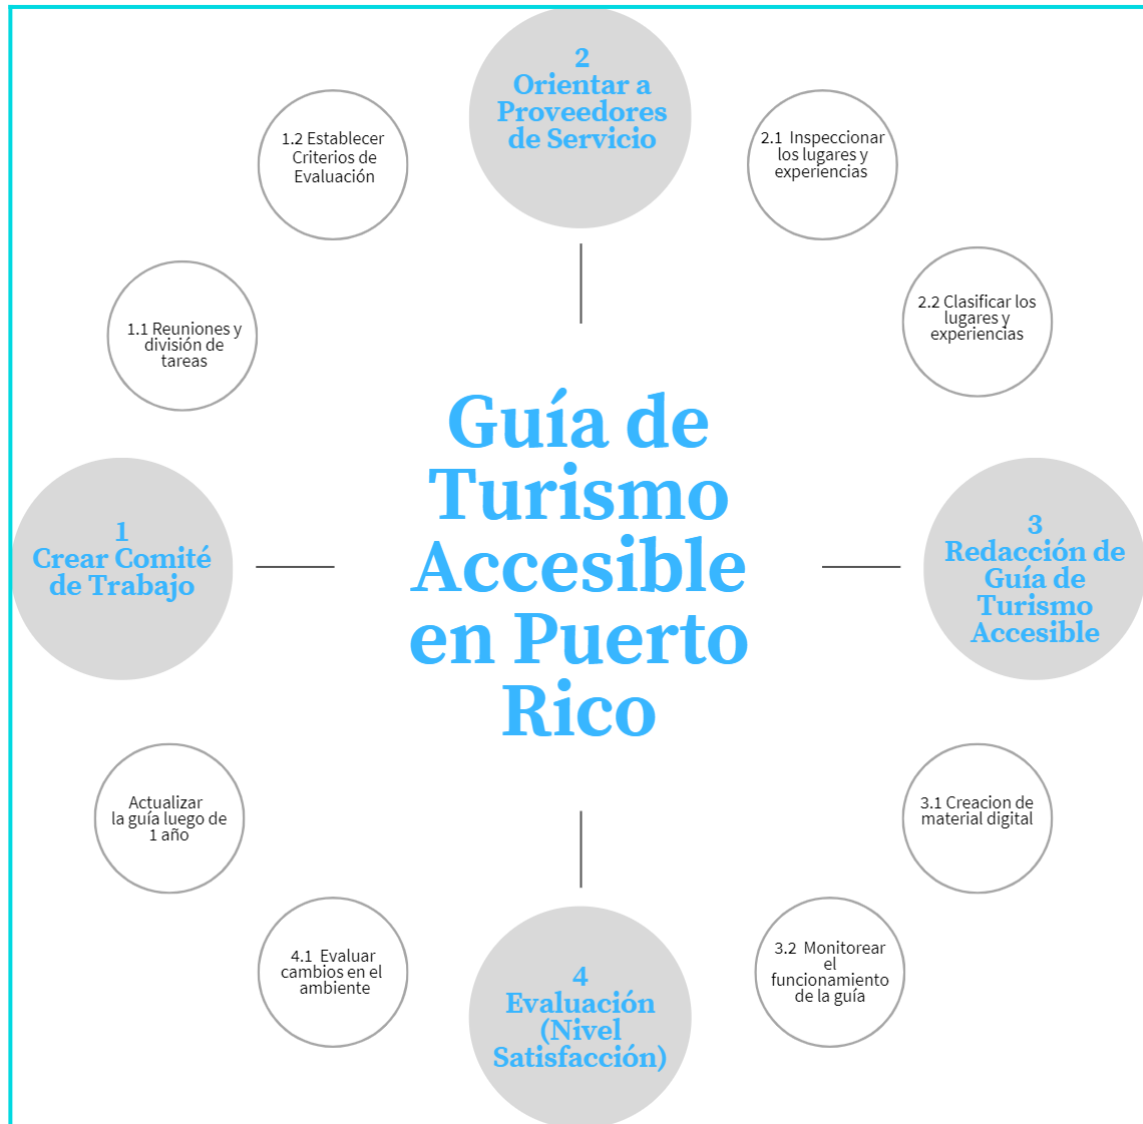 2
Orientar a
Proveedores
de Servicio
1.2 Establecer
Criterios de
Evaluación
2.1 Inspeccionar
los lugares y
experiencias
1.1 Reuniones y
división de
tareas
2.2 Clasificar los
lugares y
experiencias
Guía de
Turismo
Accesible
en Puerto
Rico
1
Crear Comité
de Trabajo
3
Redacción de
Guía de
Turismo
Accesible
Actualizar
la guía luego de
1 año
3.1 Creacion de
material digital
4.1 Evaluar
cambios en el
ambiente
3.2 Monitorear
el
funcionamiento
de la guía
4
Evaluación
(Nivel
Satisfacción)